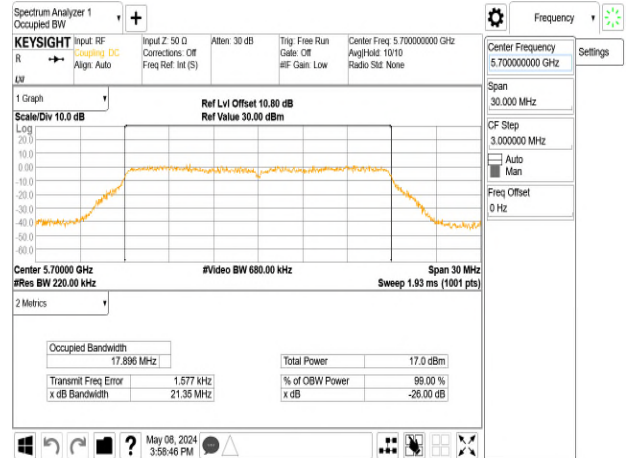 Spectrum Analyzer 1
Occupied BW
Frequency
KEYSIGHT
R
Input: RF
Coupling: DC
Align: Auto
Input Z: 50 Ω
Corrections: Off
Freq Ref: Int (S)
Atten: 30 dB
Trig: Free Run
Gate: Off
#IF Gain: Low
Center Freq: 5.700000000 GHz
Avg|Hold: 10/10
Radio Std: None
Center Frequency
5.700000000 GHz
Settings
Span
30.000 MHz
CF Step
3.000000 MHz
Auto
Man
Freq Offset
0 Hz
1 Graph
Scale/Div 10.0 dB
Ref Lvl Offset 10.80 dB
Ref Value 30.00 dBm
Log
20.0
10.0
0.00
-10.0
-20.0
-30.0
-40.0
-50.0
-60.0
Center 5.70000 GHz
#Video BW 680.00 kHz
Span 30 MHz
#Res BW 220.00 kHz
Sweep 1.93 ms (1001 pts)
2 Metrics
Occupied Bandwidth
17.896 MHz
Total Power 17.0 dBm
Transmit Freq Error 1.577 kHz
% of OBW Power 99.00 %
x dB Bandwidth 21.35 MHz
x dB -26.00 dB
?
May 08, 2024
3:58:46 PM